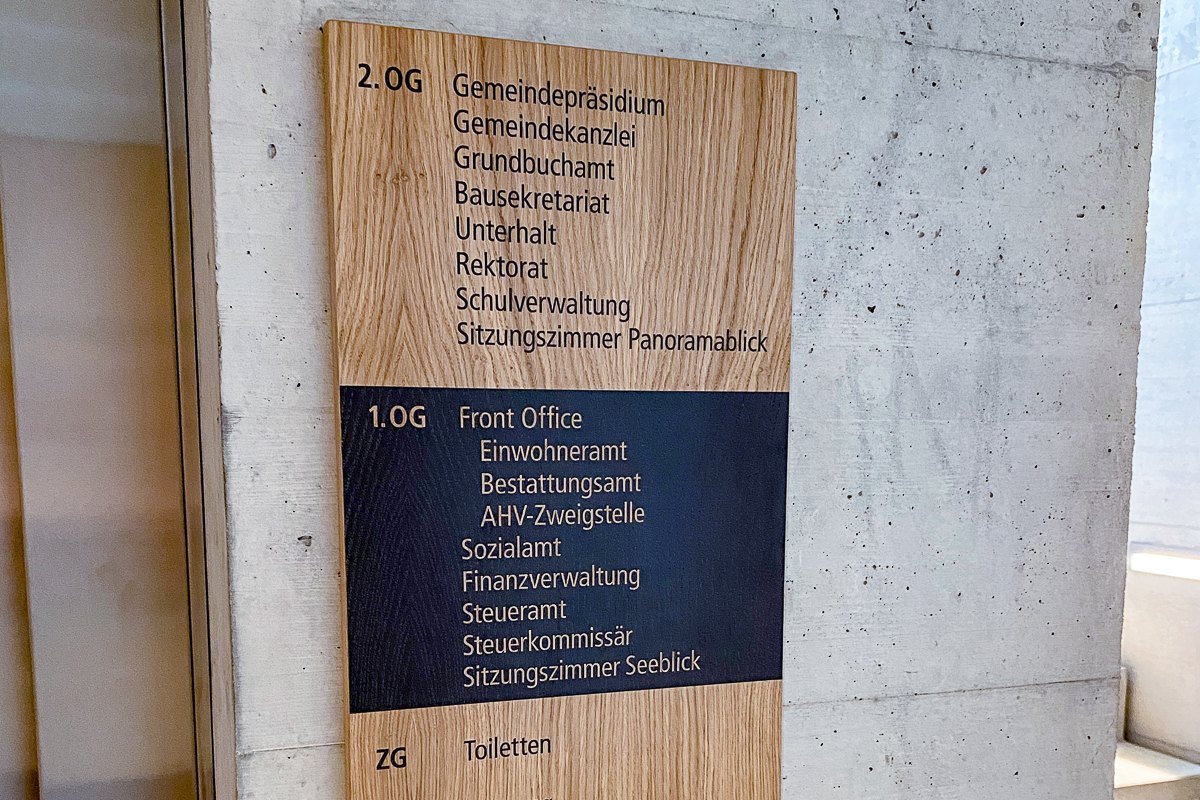 2. OG Gemeindepräsidium
Gemeindekanzlei
Grundbuchamt
Bausekretariat
Unterhalt
Rektorat
Schulverwaltung
Sitzungszimmer Panoramablick
1. OG Front Office
Einwohneramt
Bestattungsamt
AHV-Zweigstelle
Sozialamt
Finanzverwaltung
Steueramt
Steuerkommissär
Sitzungszimmer Seeblick
ZG Toiletten